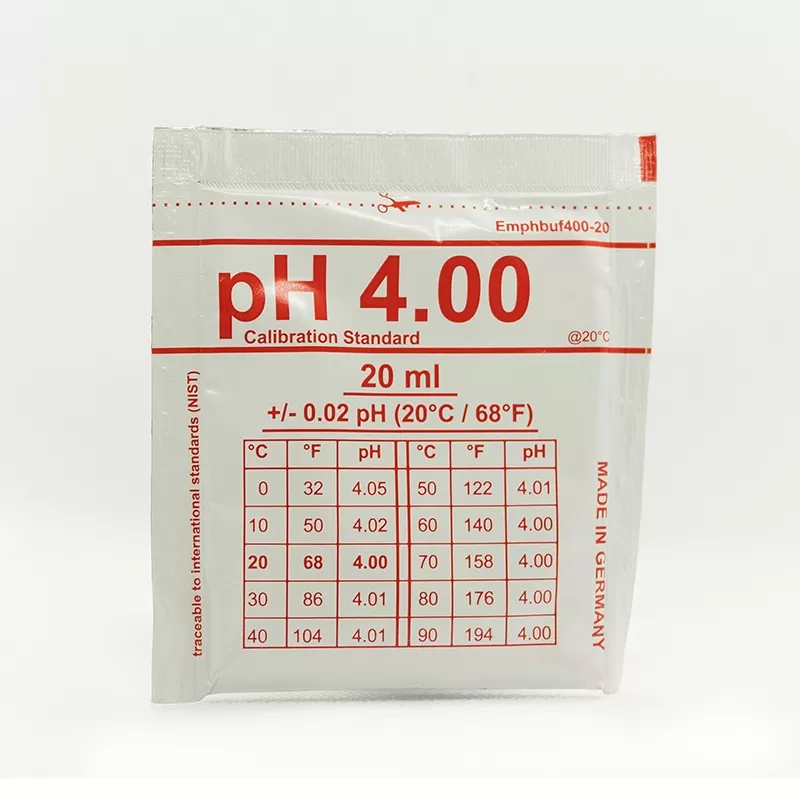 Emphbuf400-20
pH 4.00
Calibration Standard @20°C
20 ml
+/- 0.02 pH (20°C / 68°F)
°C °F pH °C °F pH
0 32 4.05 50 122 4.01
10 50 4.02 60 140 4.00
20 68 4.00 70 158 4.00
30 86 4.01 80 176 4.00
40 104 4.01 90 194 4.00
traceable to international standards (NIST)
MADE IN GERMANY